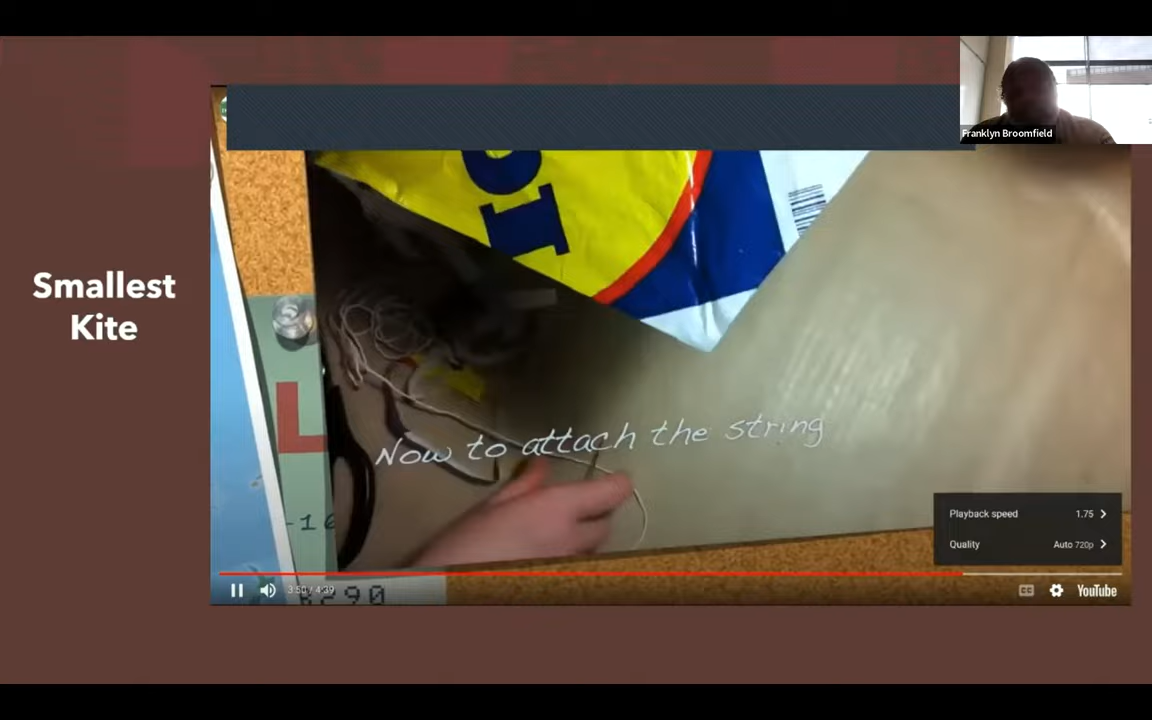 Franklyn Broomfield
Smallest
Kite
Now to attach the string
L
-16
Playback speed 1.75
Quality Auto 720p
3:50 / 4:39
YouTube